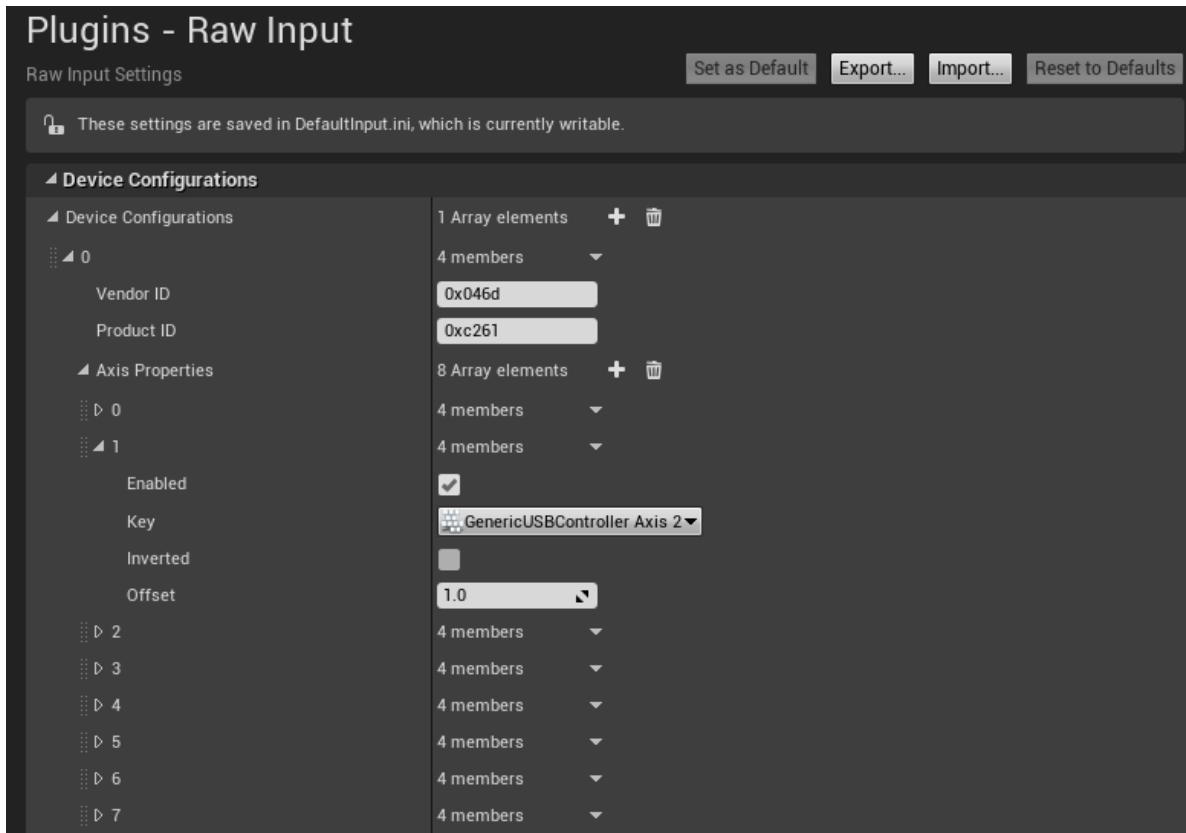 Plugins - Raw Input
Raw Input Settings
Set as Default Export... Import... Reset to Defaults
These settings are saved in DefaultInput.ini, which is currently writable.
Device Configurations
Device Configurations 1 Array elements
0 4 members
Vendor ID 0x046d
Product ID 0xc261
Axis Properties 8 Array elements
0 4 members
1 4 members
Enabled
Key GenericUSBController Axis 2
Inverted
Offset 1.0
2 4 members
3 4 members
4 4 members
5 4 members
6 4 members
7 4 members